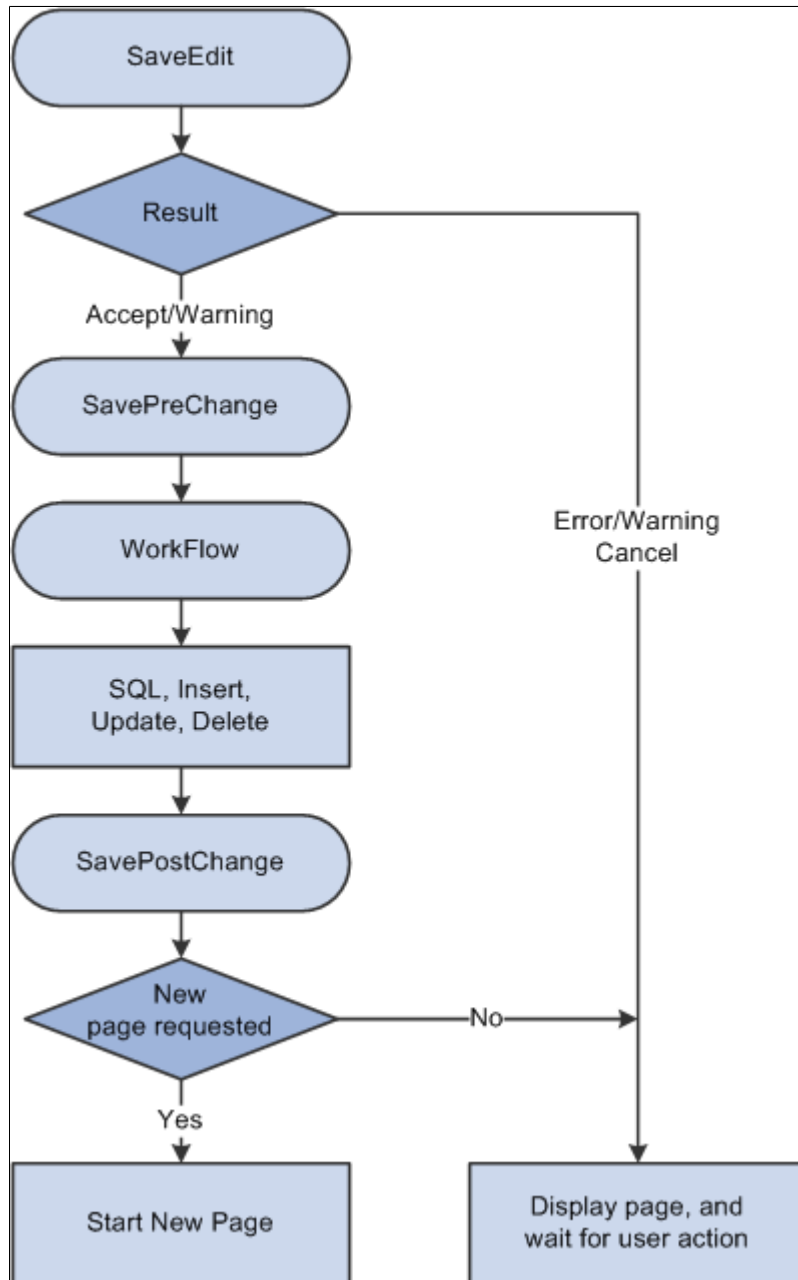 SaveEdit
Result
Accept/Warning
SavePreChange
WorkFlow
Error/Warning
Cancel
SQL, Insert,
Update, Delete
SavePostChange
New
page requested
No
Yes
Start New Page
Display page, and
wait for user action